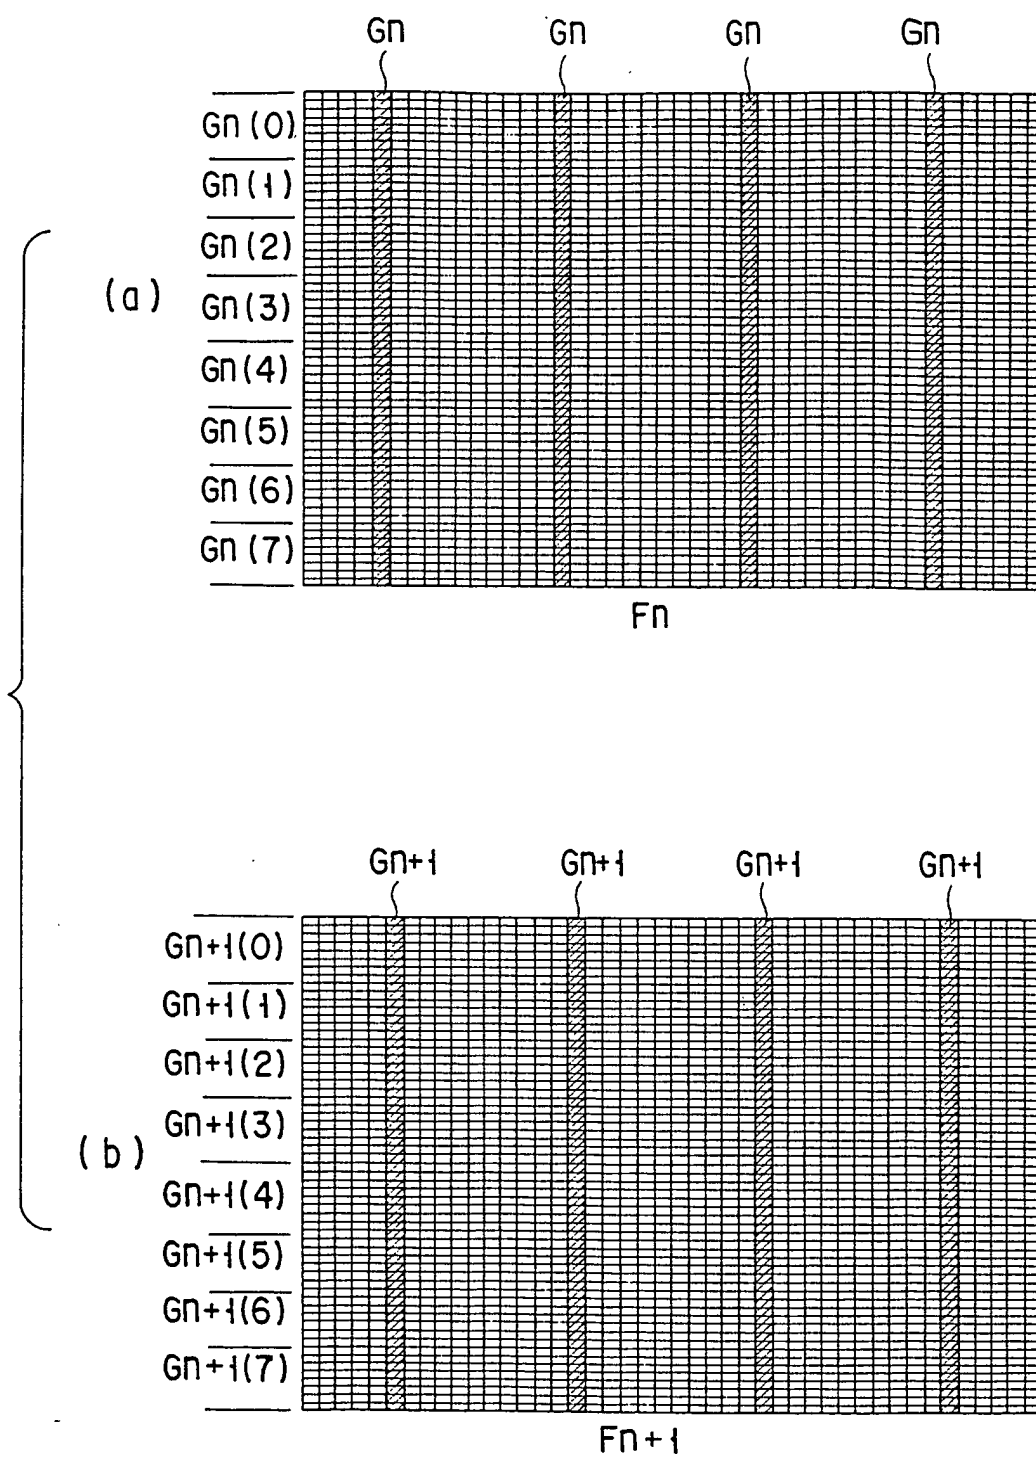 Gn Gn Gn Gn
Gn(0)
Gn(1)
Gn(2)
(a)
Gn(3)
Gn(4)
Gn(5)
Gn(6)
Gn(7)
Fn
Gn+1 Gn+1 Gn+1 Gn+1
Gn+1(0)
Gn+1(1)
Gn+1(2)
Gn+1(3)
(b)
Gn+1(4)
Gn+1(5)
Gn+1(6)
Gn+1(7)
Fn+1